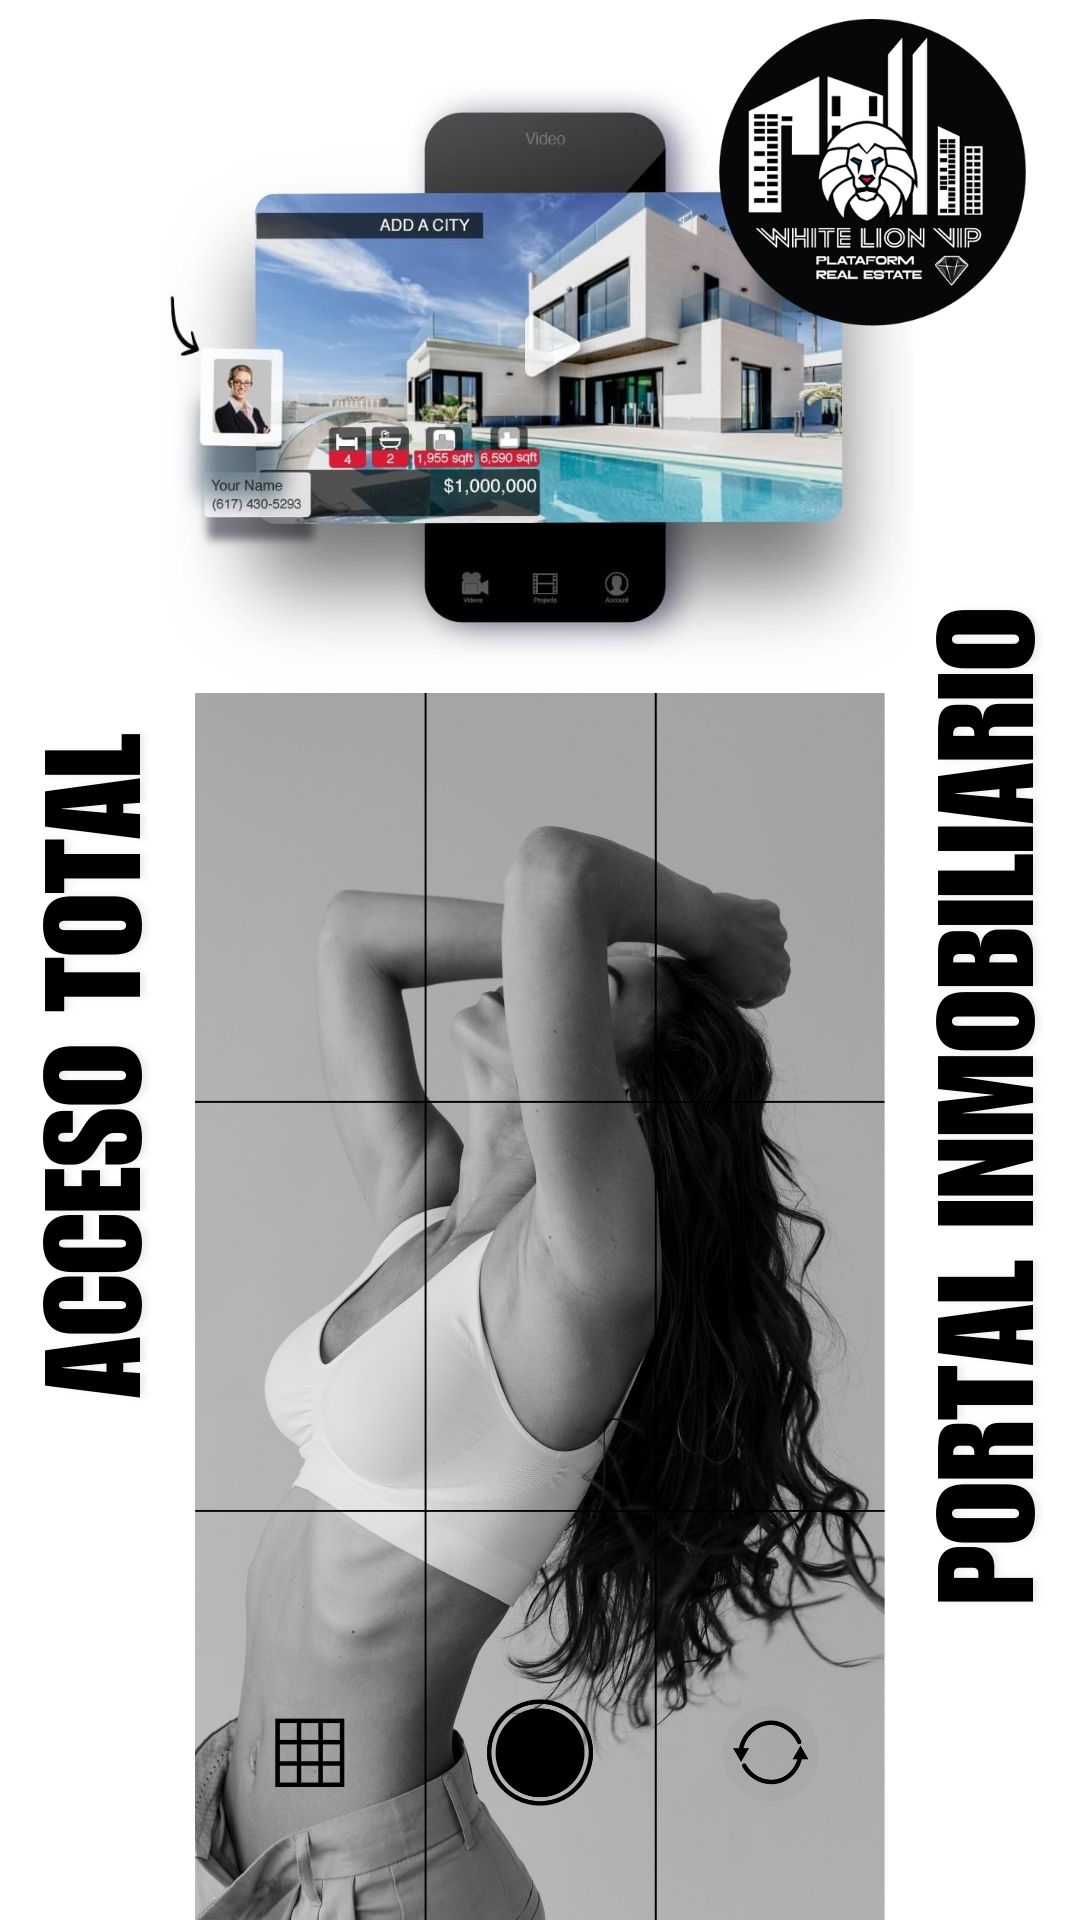 Video
ADD A CITY
WHITE LION VIP
PLATAFORM
REAL ESTATE
4
2
1,955 sqft
6,590 sqft
$1,000,000
Your Name
(617) 430-5293
Videos
Projects
Account
ACCESO TOTAL
PORTAL INMOBILIARIO